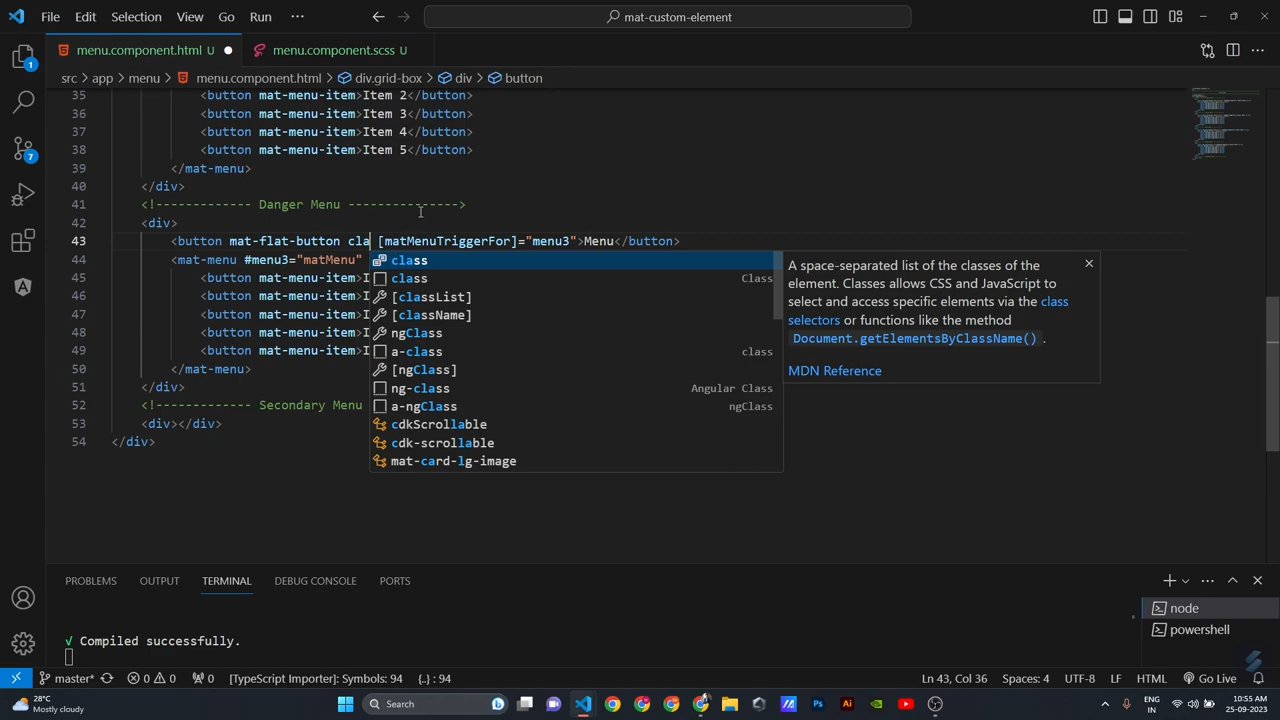 File Edit Selection View Go Run ··· mat-custom-element
menu.component.html U ● menu.component.scss U
src > app > menu > menu.component.html > div.grid-box > div > button
35 <button mat-menu-item>Item 2</button>
36 <button mat-menu-item>Item 3</button>
37 <button mat-menu-item>Item 4</button>
38 <button mat-menu-item>Item 5</button>
39 </mat-menu>
40 </div>
41 <!------------- Danger Menu --------------->
42 <div>
43 <button mat-flat-button cla [matMenuTriggerFor]="menu3">Menu</button>
44 <mat-menu #menu3="matMenu"
45 <button mat-menu-item>I
46 <button mat-menu-item>I
47 <button mat-menu-item>I
48 <button mat-menu-item>I
49 <button mat-menu-item>I
50 </mat-menu>
51 </div>
52 <!------------- Secondary Menu
53 <div></div>
54 </div>
class
class Class
[classList]
[className]
ngClass
a-class class
[ngClass]
ng-class Angular Class
a-ngClass ngClass
cdkScrollable
cdk-scrollable
mat-card-lg-image
A space-separated list of the classes of the
element. Classes allows CSS and JavaScript to
select and access specific elements via the class
selectors or functions like the method
Document.getElementsByClassName() .
MDN Reference
1
7
PROBLEMS OUTPUT TERMINAL DEBUG CONSOLE PORTS
√ Compiled successfully.
node
powershell
master* 0 0 0 [TypeScript Importer]: Symbols: 94 {..} : 94 Ln 43, Col 36 Spaces: 4 UTF-8 LF HTML Go Live
28°C
Mostly cloudy
Search
Ps Ai
ENG
IN
10:55 AM
25-09-2023